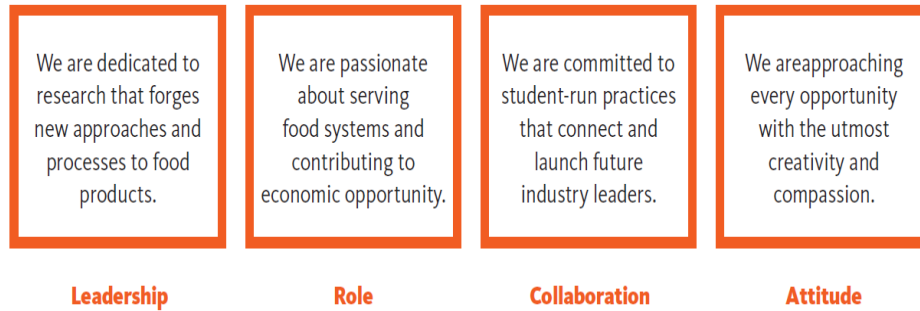 We are dedicated to
research that forges
new approaches and
processes to food
products.
We are passionate
about serving
food systems and
contributing to
economic opportunity.
We are committed to
student-run practices
that connect and
launch future
industry leaders.
We areapproaching
every opportunity
with the utmost
creativity and
compassion.
Leadership
Role
Collaboration
Attitude